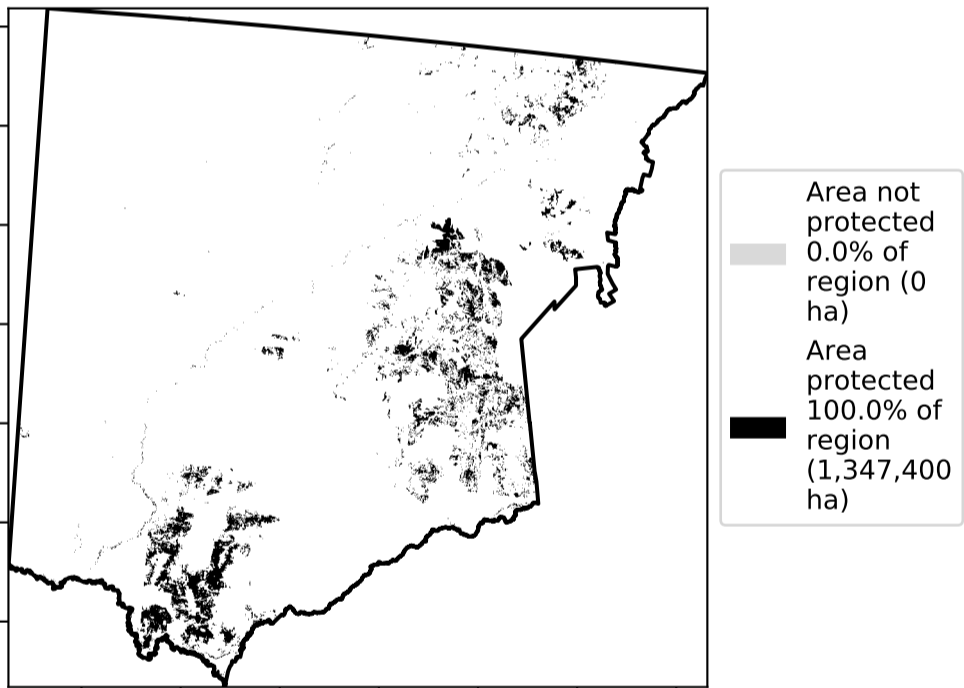 Area not
protected
0.0% of
region (0
ha)
Area
protected
100.0% of
region
(1,347,400
ha)